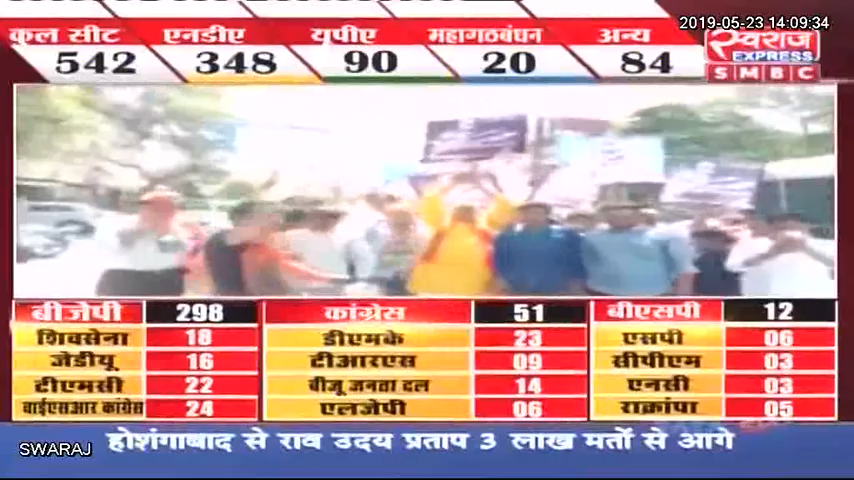 2019-05-23 14:09:34
कुल सीट एनडीए यूपीए महागठबंधन अन्य
542 348 90 20 84
स्वराज
EXPRESS
SMBC
बीजेपी 298 कांग्रेस 51 बीएसपी 12
शिवसेना 18 डीएमके 23 एसपी 06
जेडीयू 16 टीआरएस 09 सीपीएम 03
टीएमसी 22 बीजू जनता दल 14 एनसी 03
वाईएसआर कांग्रेस 24 एलजेपी 06 राक्रांपा 05
होशंगाबाद से राव उदय प्रताप 3 लाख मतों से आगे
SWARAJ